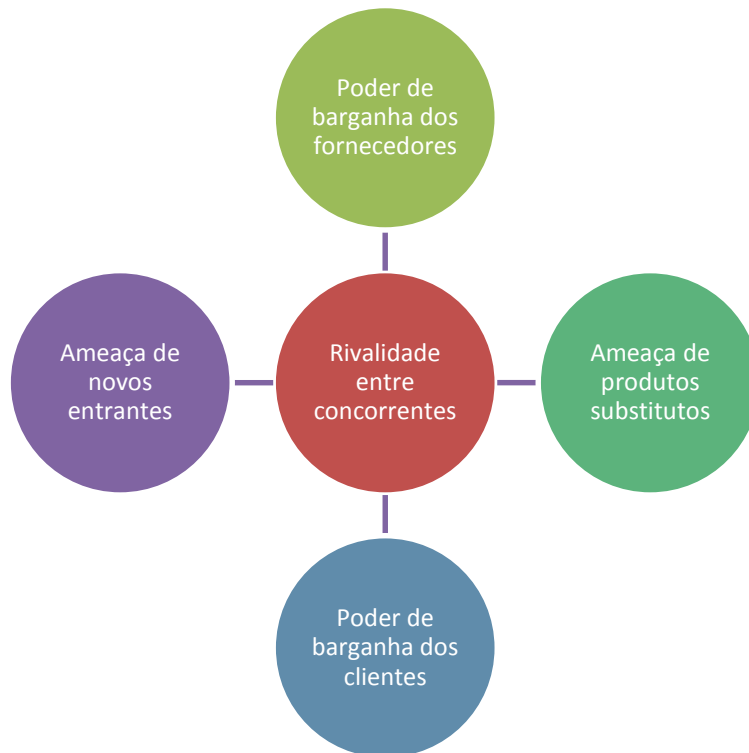 Poder de
barganha dos
fornecedores
Ameaça de
novos
entrantes
Rivalidade
entre
concorrentes
Ameaça de
produtos
substitutos
Poder de
barganha dos
clientes